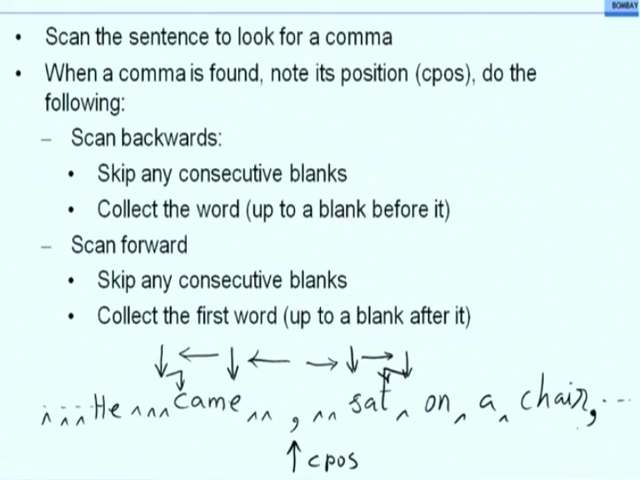 BOMBAY
• Scan the sentence to look for a comma
• When a comma is found, note its position (cpos), do the
following:
– Scan backwards:
• Skip any consecutive blanks
• Collect the word (up to a blank before it)
– Scan forward
• Skip any consecutive blanks
• Collect the first word (up to a blank after it)
↓ ← ↓ ← → ↓ → ↓
... ^^^ He ^^^ came ^^ , ^^ sat ^ on ^ a ^ chair, ...
↑ cpos